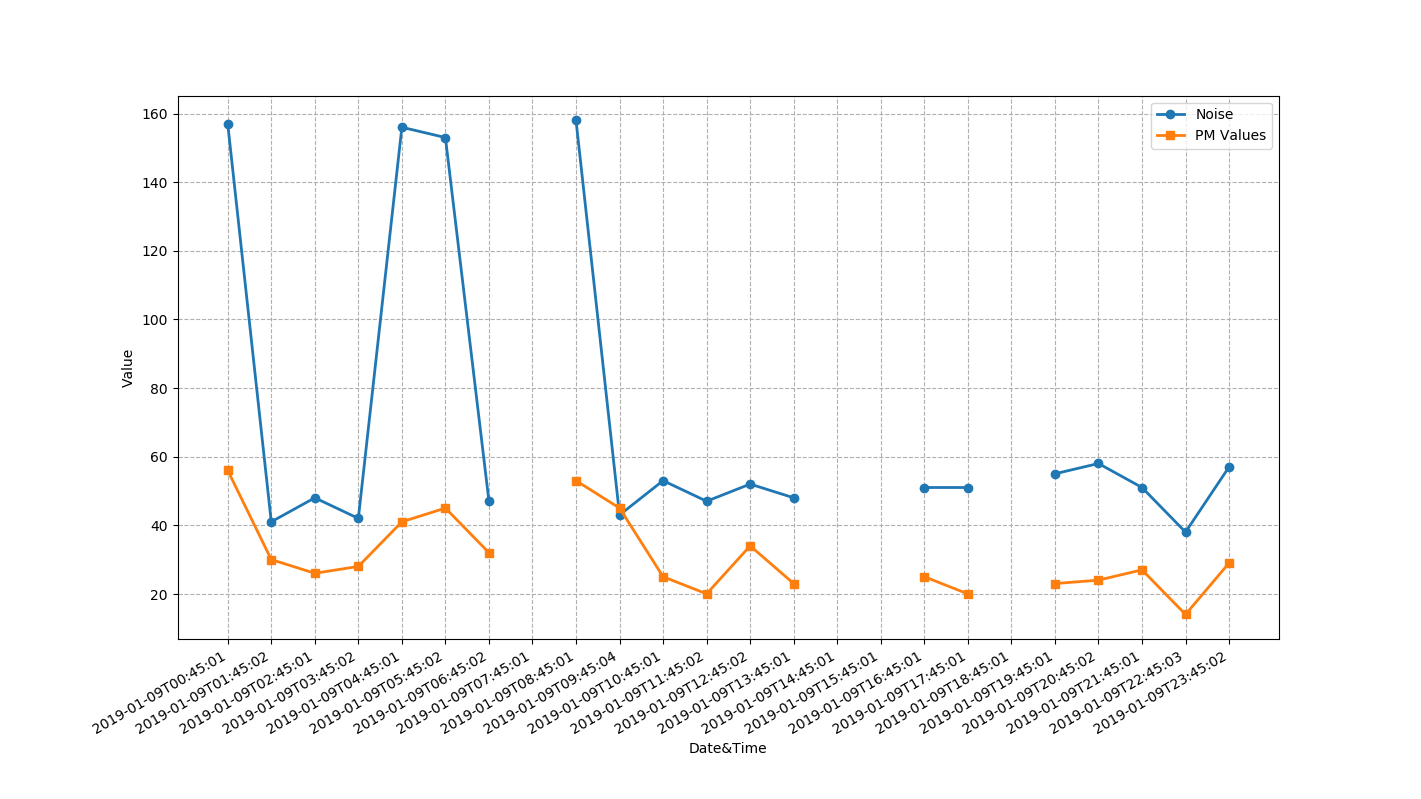 160
140
120
100
80
60
40
20
Value
Noise
PM Values
2019-01-09T00:45:01
2019-01-09T01:45:02
2019-01-09T02:45:01
2019-01-09T03:45:02
2019-01-09T04:45:01
2019-01-09T05:45:02
2019-01-09T06:45:02
2019-01-09T07:45:01
2019-01-09T08:45:01
2019-01-09T09:45:04
2019-01-09T10:45:01
2019-01-09T11:45:02
2019-01-09T12:45:02
2019-01-09T13:45:01
2019-01-09T14:45:01
2019-01-09T15:45:01
2019-01-09T16:45:01
2019-01-09T17:45:01
2019-01-09T18:45:01
2019-01-09T19:45:01
2019-01-09T20:45:02
2019-01-09T21:45:01
2019-01-09T22:45:03
2019-01-09T23:45:02
Date&Time